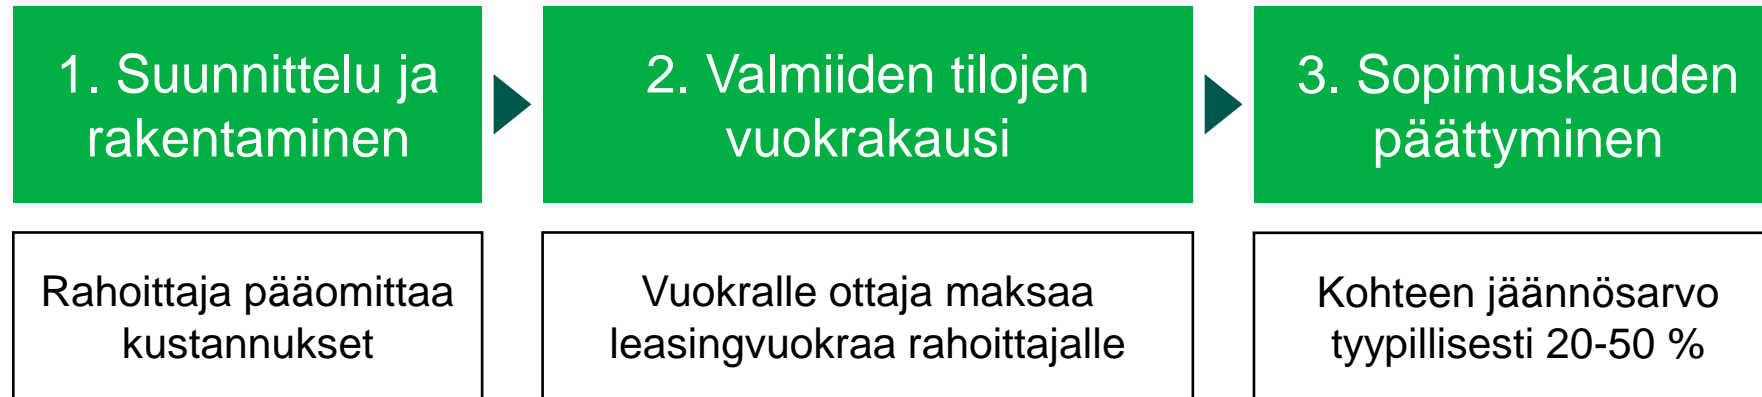 1. Suunnittelu ja
rakentaminen
2. Valmiiden tilojen
vuokrakausi
3. Sopimuskauden
päättyminen
Rahoittaja pääomittaa
kustannukset
Vuokralle ottaja maksaa
leasingvuokraa rahoittajalle
Kohteen jäännösarvo
tyypillisesti 20-50 %